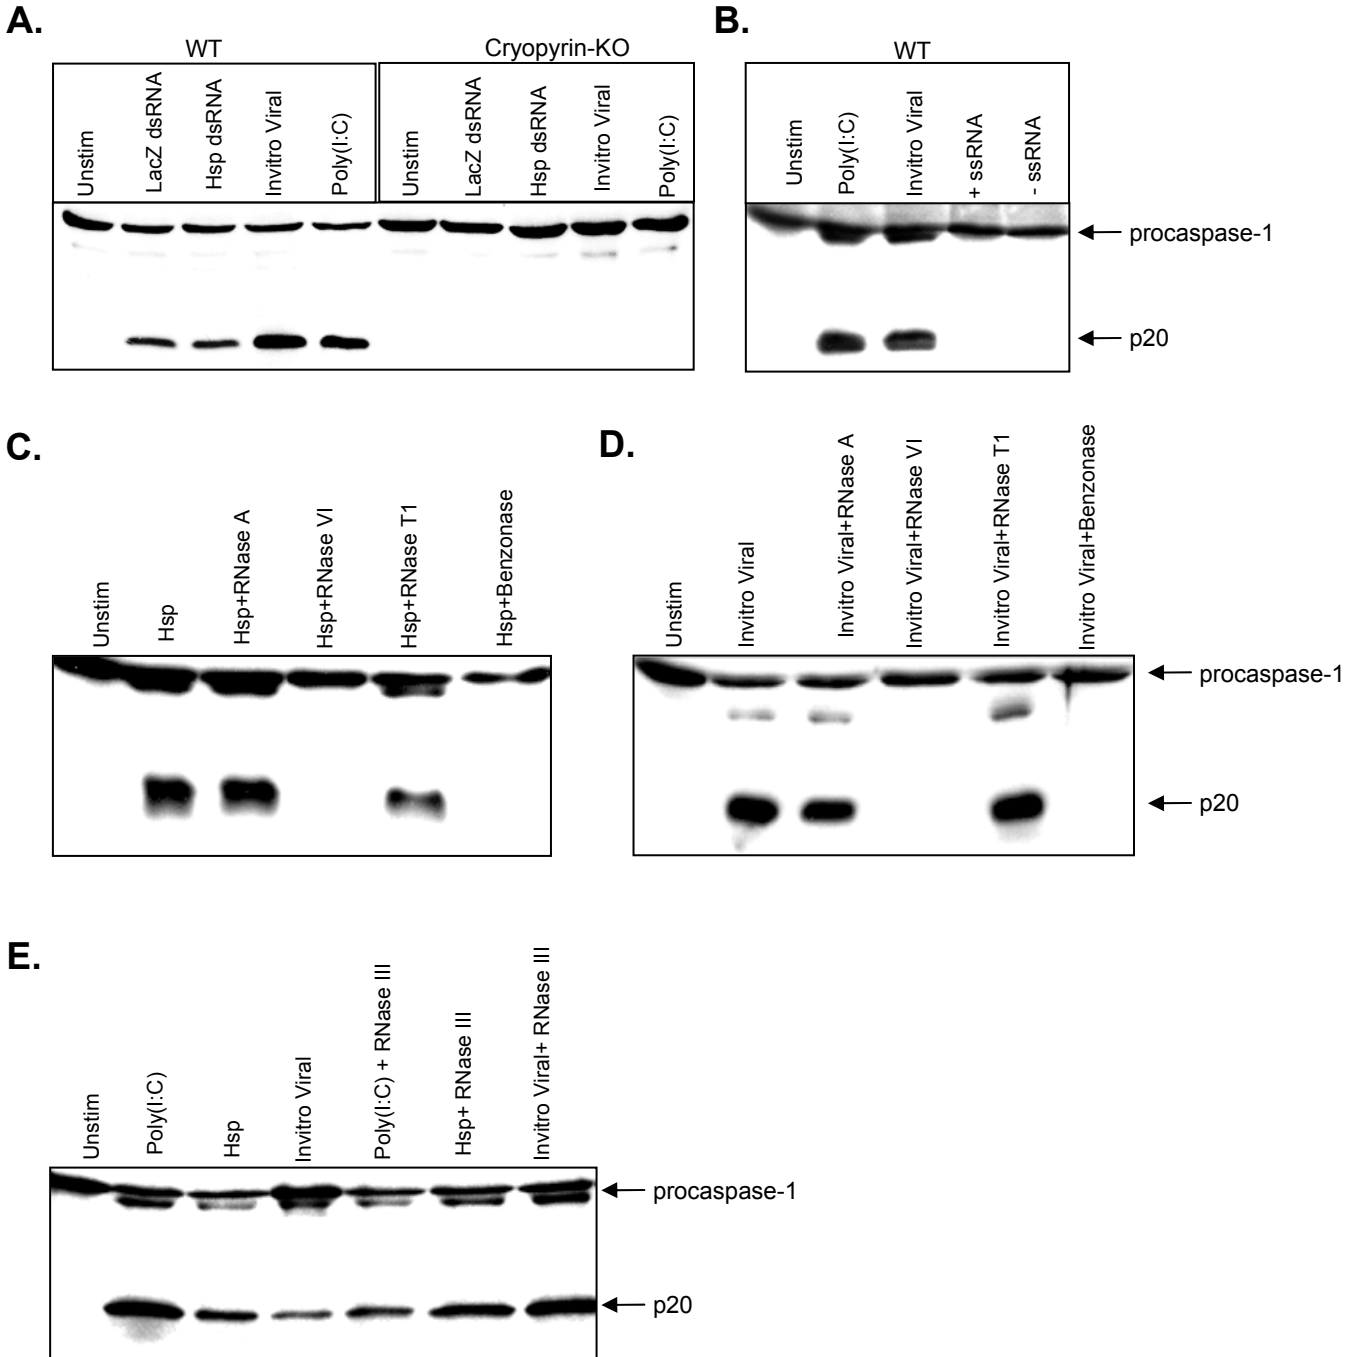 A.
WT
Cryopyrin-KO
Unstim
LacZ dsRNA
Hsp dsRNA
Invitro Viral
Poly(I:C)
Unstim
LacZ dsRNA
Hsp dsRNA
Invitro Viral
Poly(I:C)
B.
WT
Unstim
Poly(I:C)
Invitro Viral
+ ssRNA
- ssRNA
procaspase-1
p20
C.
Unstim
Hsp
Hsp+RNase A
Hsp+RNase VI
Hsp+RNase T1
Hsp+Benzonase
D.
Unstim
Invitro Viral
Invitro Viral+RNase A
Invitro Viral+RNase VI
Invitro Viral+RNase T1
Invitro Viral+Benzonase
procaspase-1
p20
E.
Unstim
Poly(I:C)
Hsp
Invitro Viral
Poly(I:C) + RNase III
Hsp+ RNase III
Invitro Viral+ RNase III
procaspase-1
p20